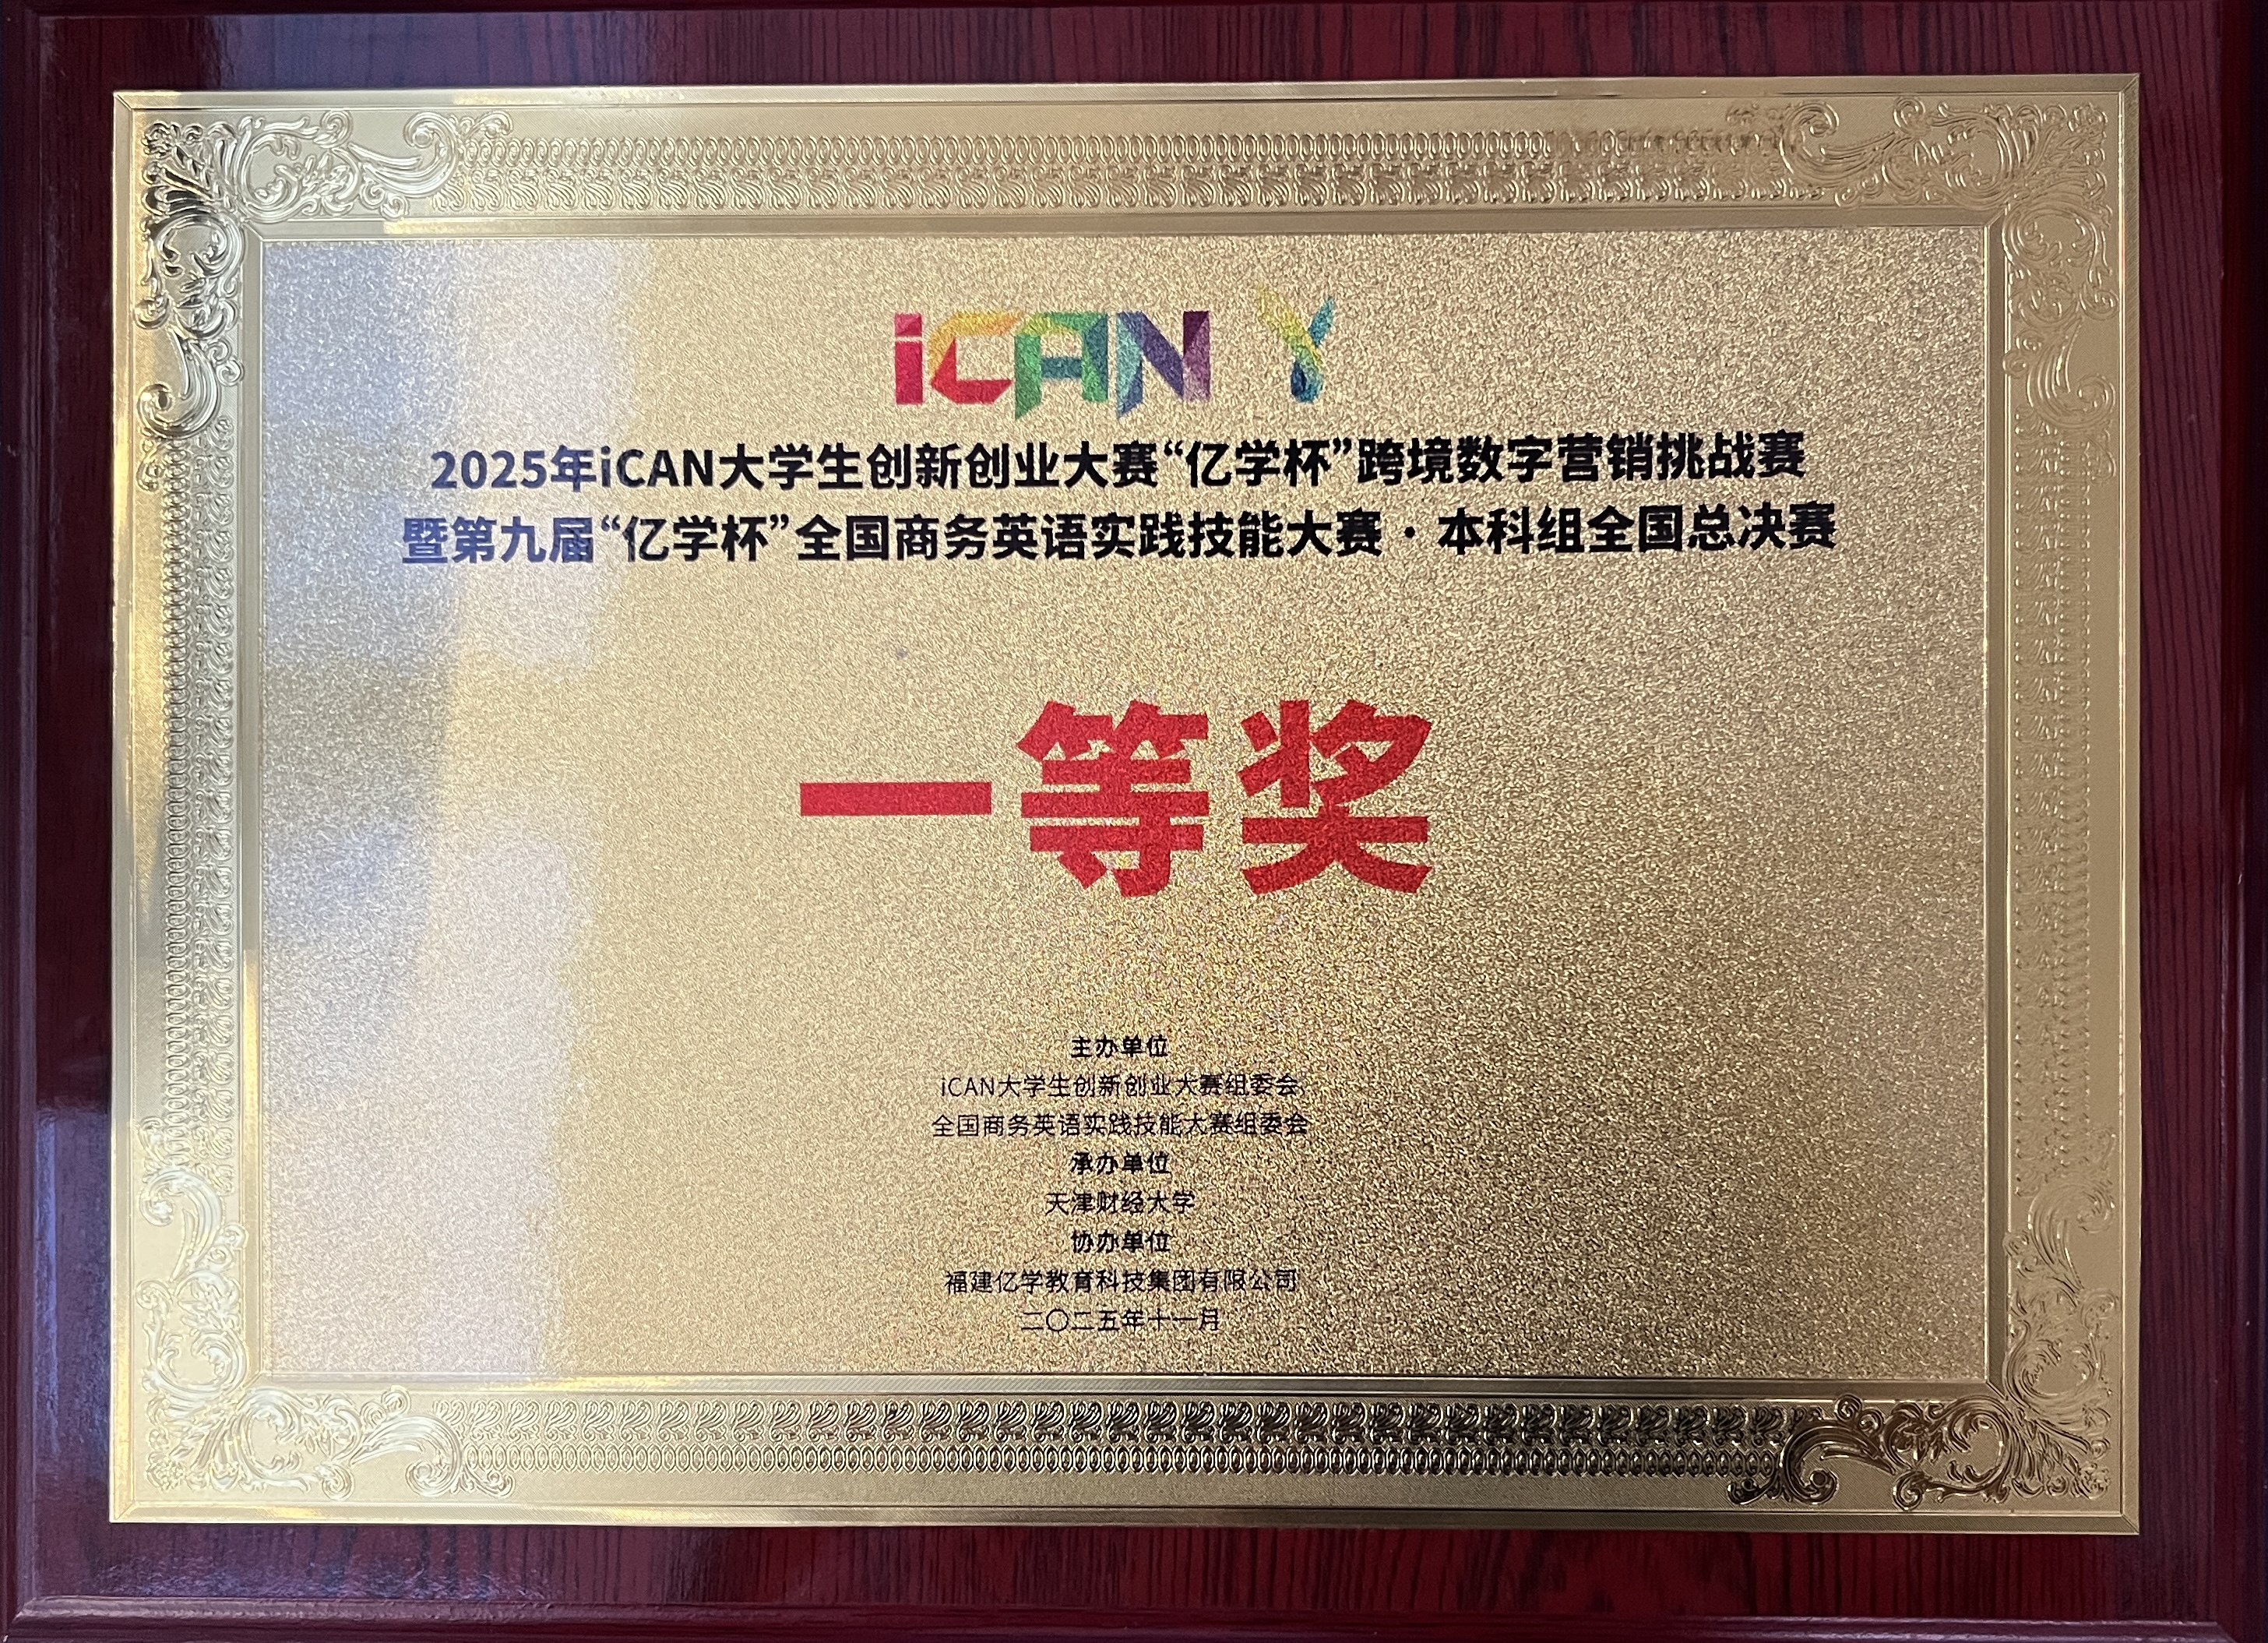 iCAN
2025年iCAN大学生创新创业大赛“亿学杯”跨境数字营销挑战赛
暨第九届“亿学杯”全国商务英语实践技能大赛·本科组全国总决赛
一等奖
主办单位
iCAN大学生创新创业大赛组委会
全国商务英语实践技能大赛组委会
承办单位
天津财经大学
协办单位
福建亿学教育科技集团有限公司
二〇二五年十一月